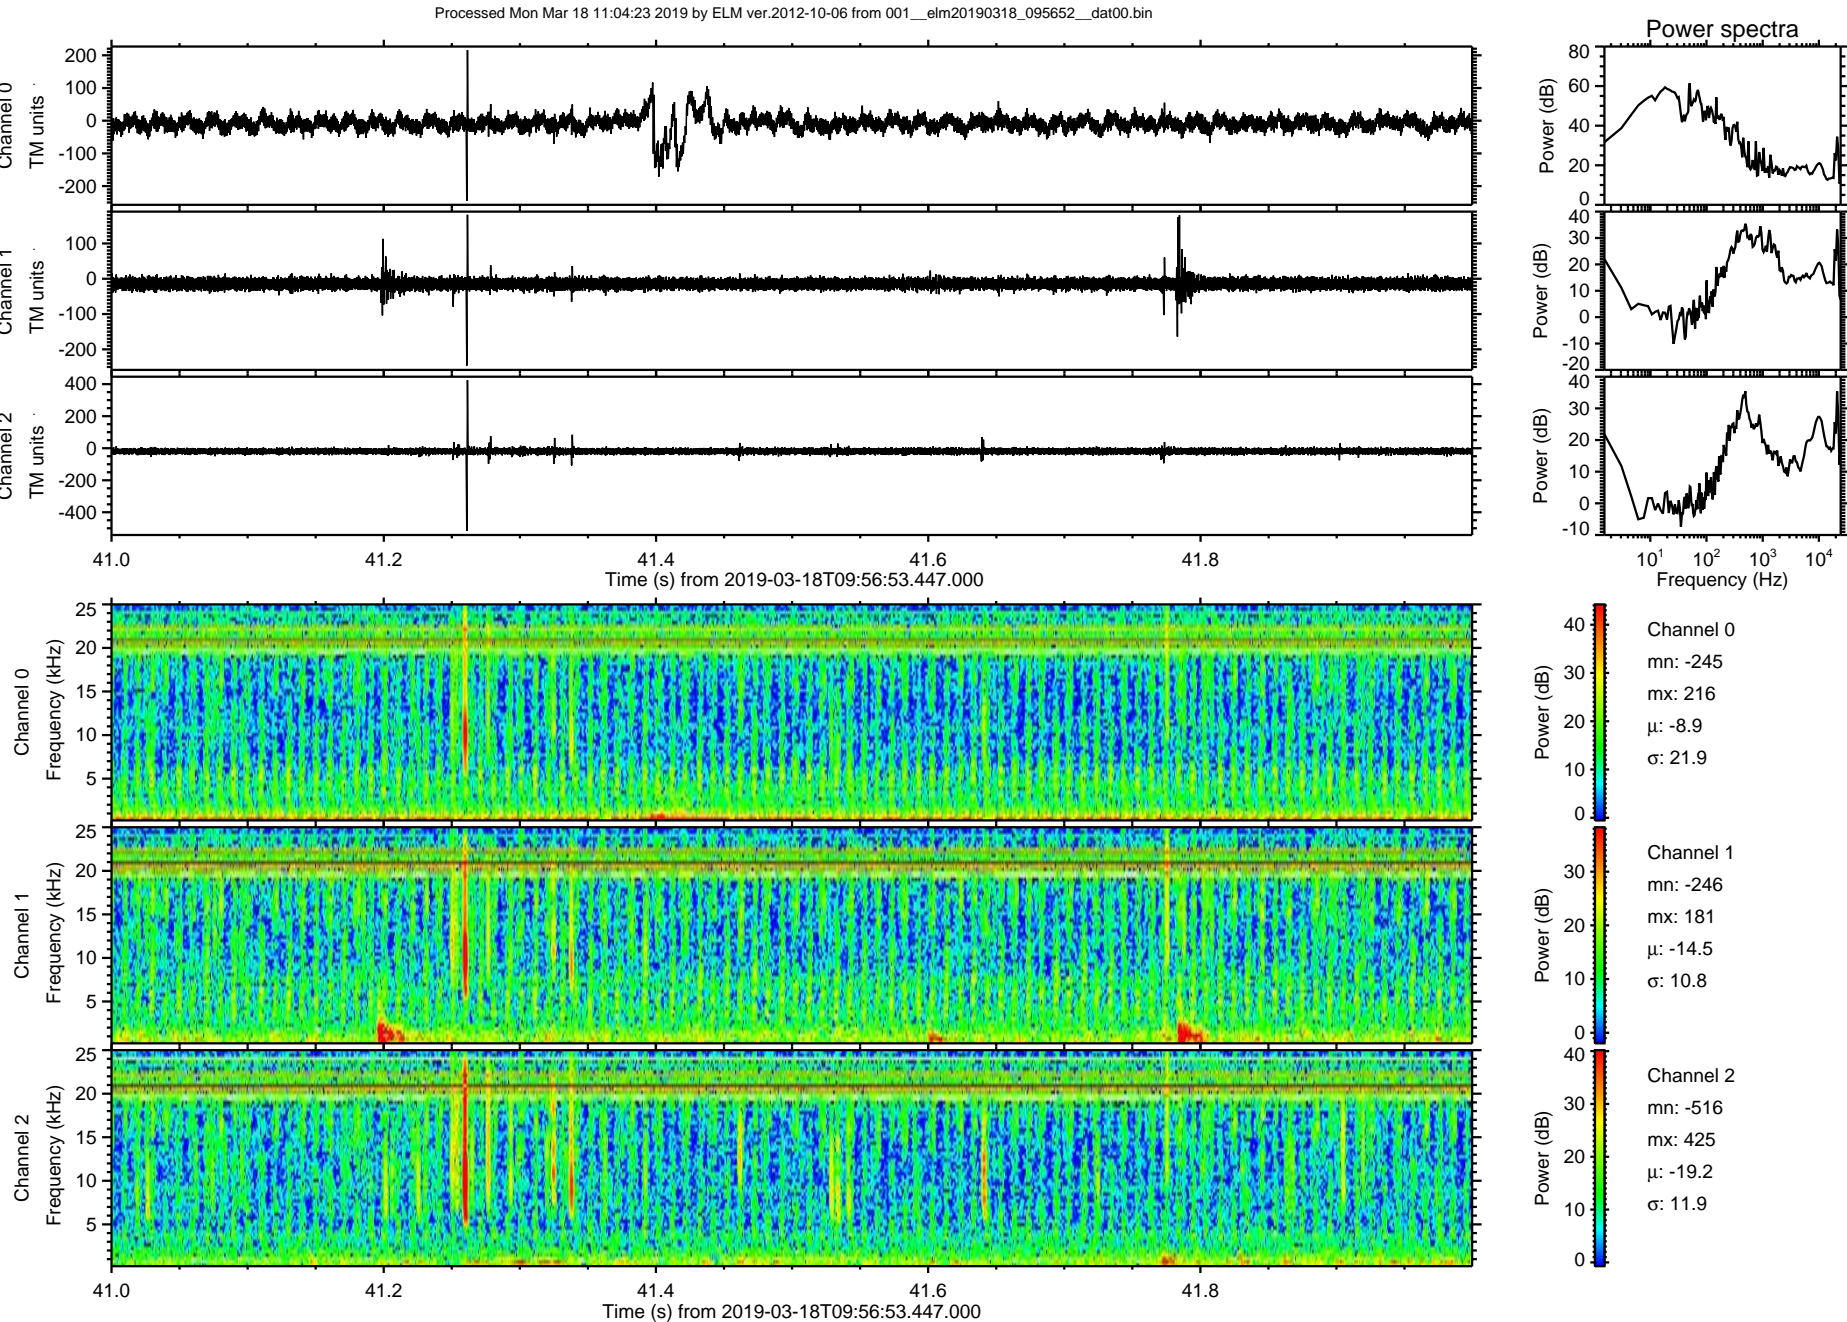 Processed Mon Mar 18 11:04:23 2019 by ELM ver.2012-10-06 from 001__elm20190318_095652__dat00.bin
Power spectra
Channel 0
TM units
200
100
0
-100
-200
Power (dB)
80
60
40
20
0
Channel 1
TM units
100
0
-100
-200
Power (dB)
40
30
20
10
0
-10
-20
Channel 2
TM units
400
200
0
-200
-400
Power (dB)
40
30
20
10
0
-10
41.0 41.2 41.4 41.6 41.8
Time (s) from 2019-03-18T09:56:53.447.000
10¹ 10² 10³ 10⁴
Frequency (Hz)
Channel 0
Frequency (kHz)
25
20
15
10
5
Power (dB)
40
30
20
10
0
Channel 0
mn: -245
mx: 216
μ: -8.9
σ: 21.9
Channel 1
Frequency (kHz)
25
20
15
10
5
Power (dB)
30
20
10
0
Channel 1
mn: -246
mx: 181
μ: -14.5
σ: 10.8
Channel 2
Frequency (kHz)
25
20
15
10
5
Power (dB)
40
30
20
10
0
Channel 2
mn: -516
mx: 425
μ: -19.2
σ: 11.9
41.0 41.2 41.4 41.6 41.8
Time (s) from 2019-03-18T09:56:53.447.000